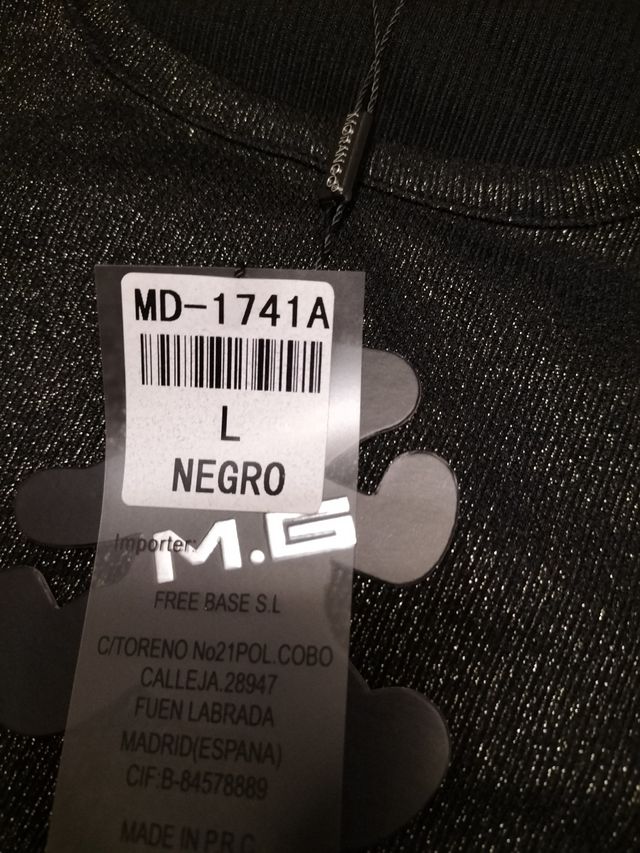 MD-1741A
L
NEGRO
M.G
Importer:
FREE BASE S.L
C/TORENO No21POL.COBO
CALLEJA.28947
FUEN LABRADA
MADRID(ESPANA)
CIF:B-84578889
MADE IN P.R.C